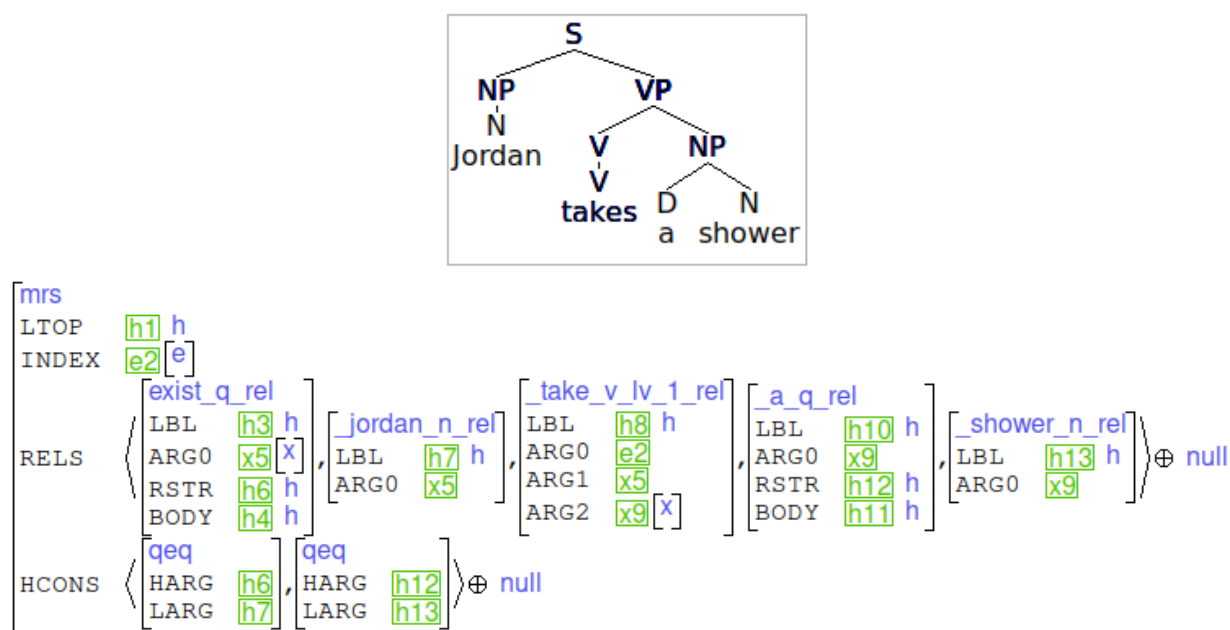 S
NP VP
N V NP
Jordan V D N
takes a shower
mrs
LTOP h1 h
INDEX e2 [e]
RELS ⟨ [exist_q_rel LBL h3 h ARG0 x5 [x] RSTR h6 h BODY h4 h], [_jordan_n_rel LBL h7 h ARG0 x5], [_take_v_lv_1_rel LBL h8 h ARG0 e2 ARG1 x5 ARG2 x9 [x]], [_a_q_rel LBL h10 h ARG0 x9 RSTR h12 h BODY h11 h], [_shower_n_rel LBL h13 h ARG0 x9] ⟩ ⊕ null
HCONS ⟨ [qeq HARG h6 LARG h7], [qeq HARG h12 LARG h13] ⟩ ⊕ null